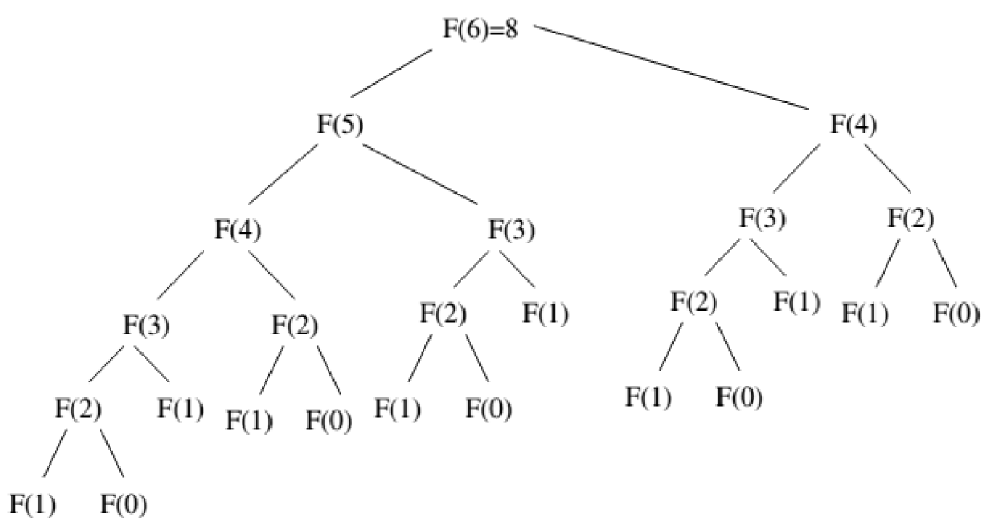 F(6)=8
F(5) F(4)
F(4) F(3) F(3) F(2)
F(3) F(2) F(2) F(1) F(2) F(1) F(1) F(0)
F(2) F(1) F(1) F(0) F(1) F(0) F(1) F(0)
F(1) F(0)